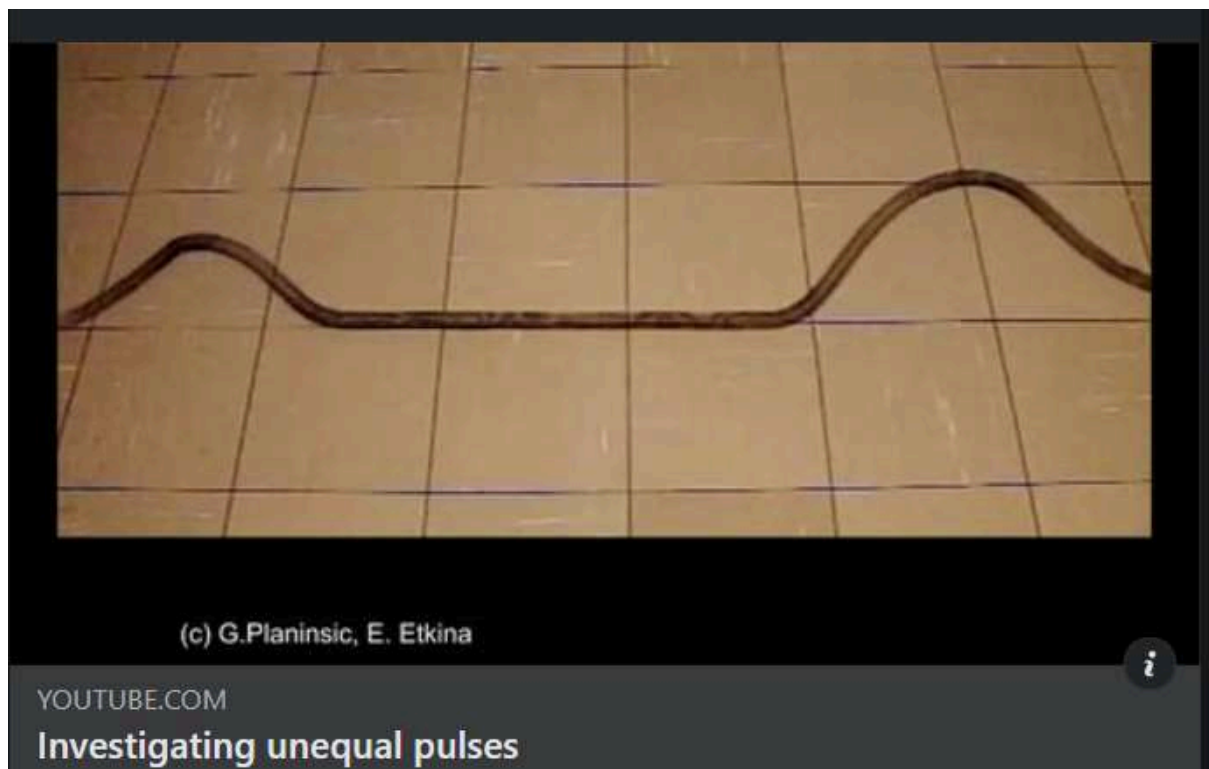 (c) G.Planinsic, E. Etkina
i
YOUTUBE.COM
Investigating unequal pulses